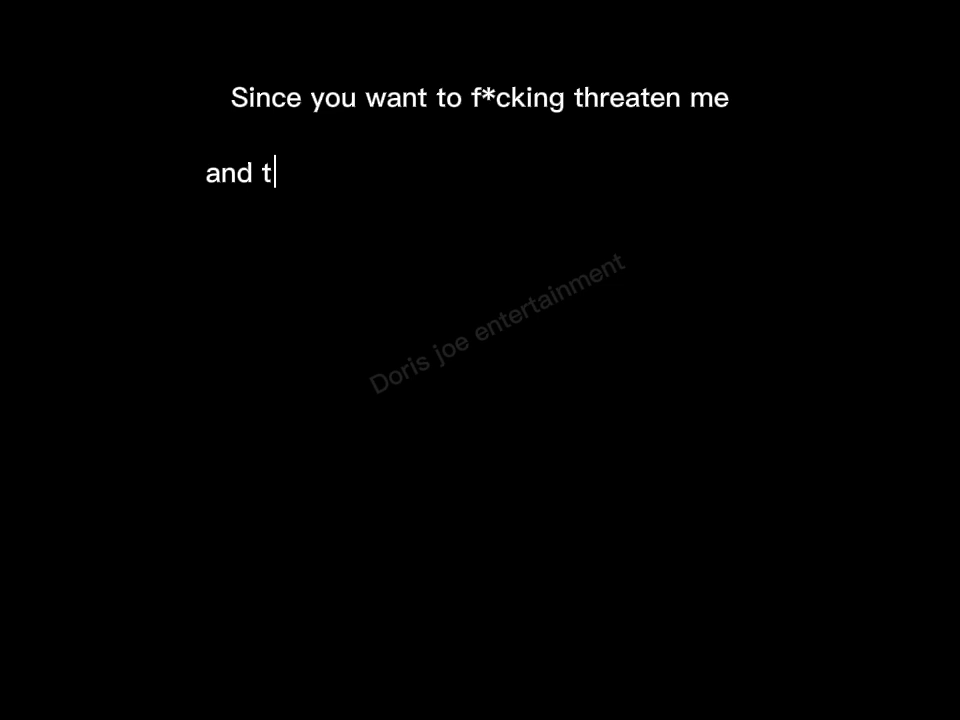 Since you want to f*cking threaten me
and t
Doris joe entertainment